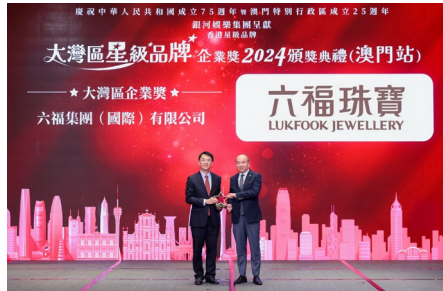 慶祝中華人民共和國成立75週年暨澳門特別行政區成立25週年
銀河娛樂集團呈獻
香港星級品牌
大灣區星級品牌企業獎2024頒獎典禮(澳門站)
★大灣區企業獎★
六福集團（國際）有限公司
六福珠寶
LUKFOOK JEWELLERY